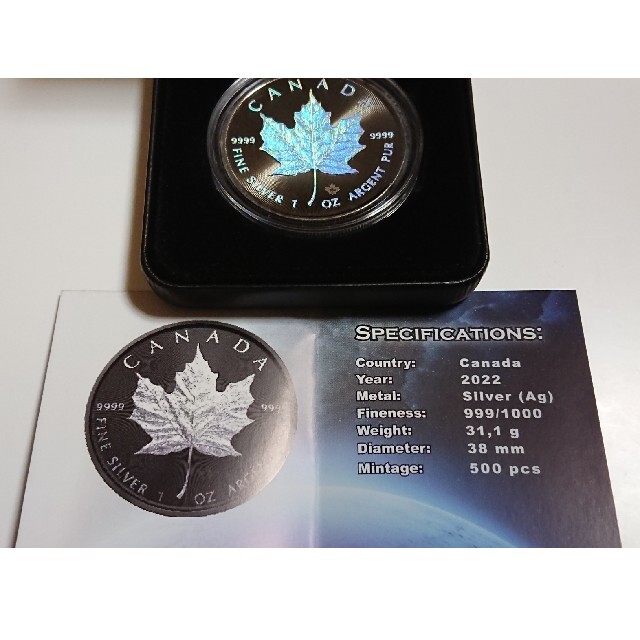 CANADA
9999 9999
FINE SILVER 1 OZ ARGENT PUR
SPECIFICATIONS:
Country: Canada
Year: 2022
Metal: Silver (Ag)
Fineness: 999/1000
Weight: 31,1 g
Diameter: 38 mm
Mintage: 500 pcs
CANADA
9999
FINE SILVER 1 OZ